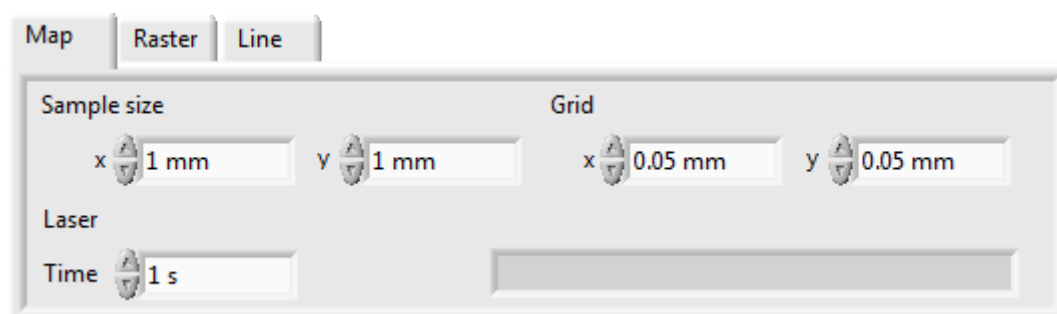 Map Raster Line
Sample size Grid
x 1 mm y 1 mm x 0.05 mm y 0.05 mm
Laser
Time 1 s